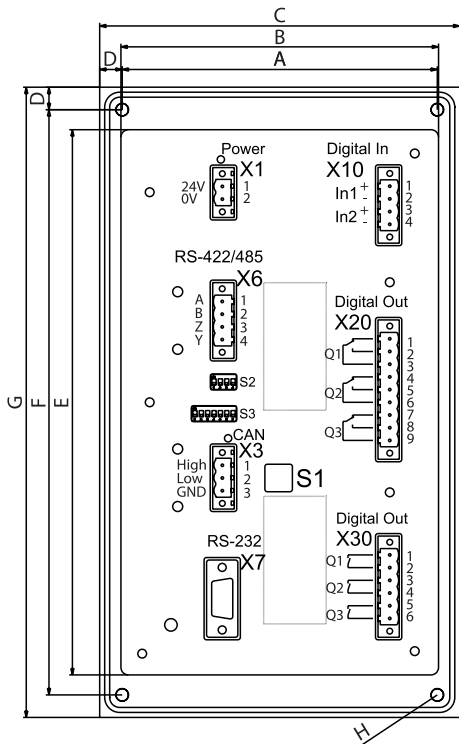 C
B
D A
D
Power Digital In
X1 X10
24V 1 In1 + 1
0V 2 - 2
In2 + 3
- 4
RS-422/485
X6 Digital Out
A 1 X20
B 2
Z 3
Y 4
Q1 1
2
3
Q2 4
5
6
Q3 7
8
9
S2
S3
G F E
CAN
X3
High 1
Low 2
GND 3
S1
Digital Out
RS-232 X30
X7
Q1 1
2
Q2 3
4
Q3 5
6
H